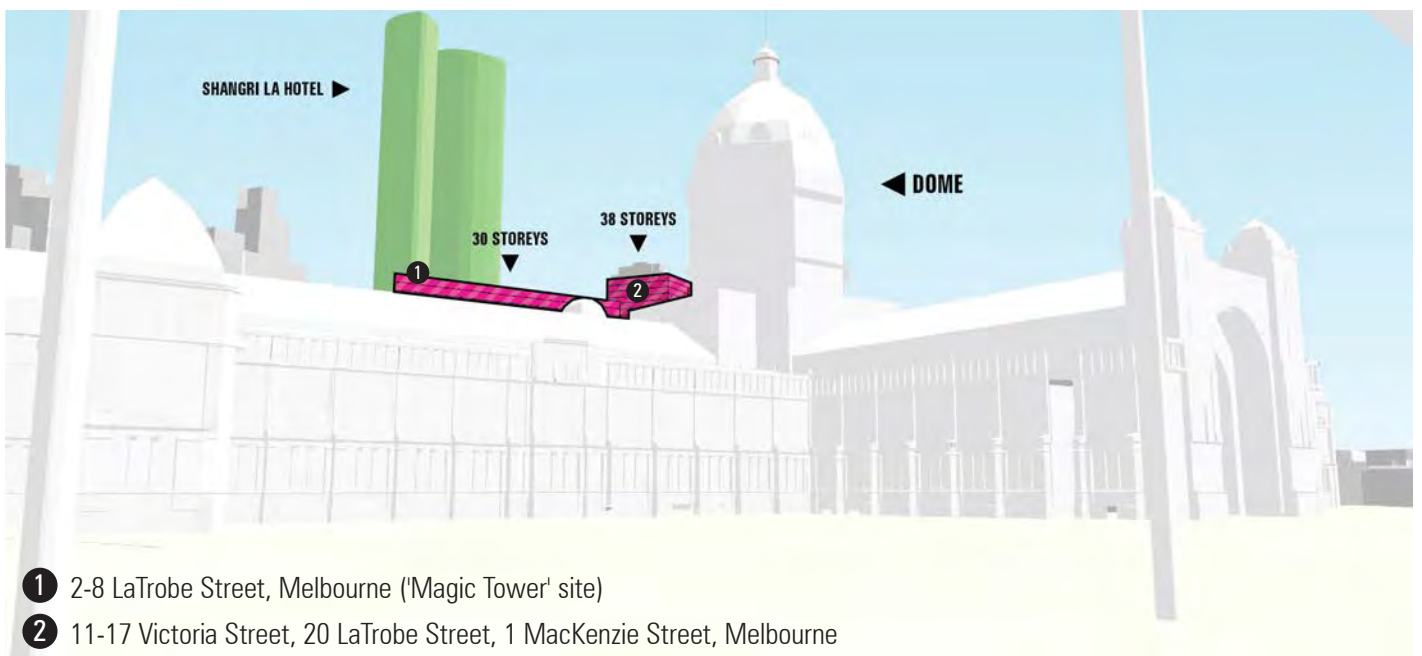 SHANGRI LA HOTEL ►
◄ DOME
38 STOREYS
▼
30 STOREYS
▼
1
2
1 2-8 LaTrobe Street, Melbourne ('Magic Tower' site)
2 11-17 Victoria Street, 20 LaTrobe Street, 1 MacKenzie Street, Melbourne